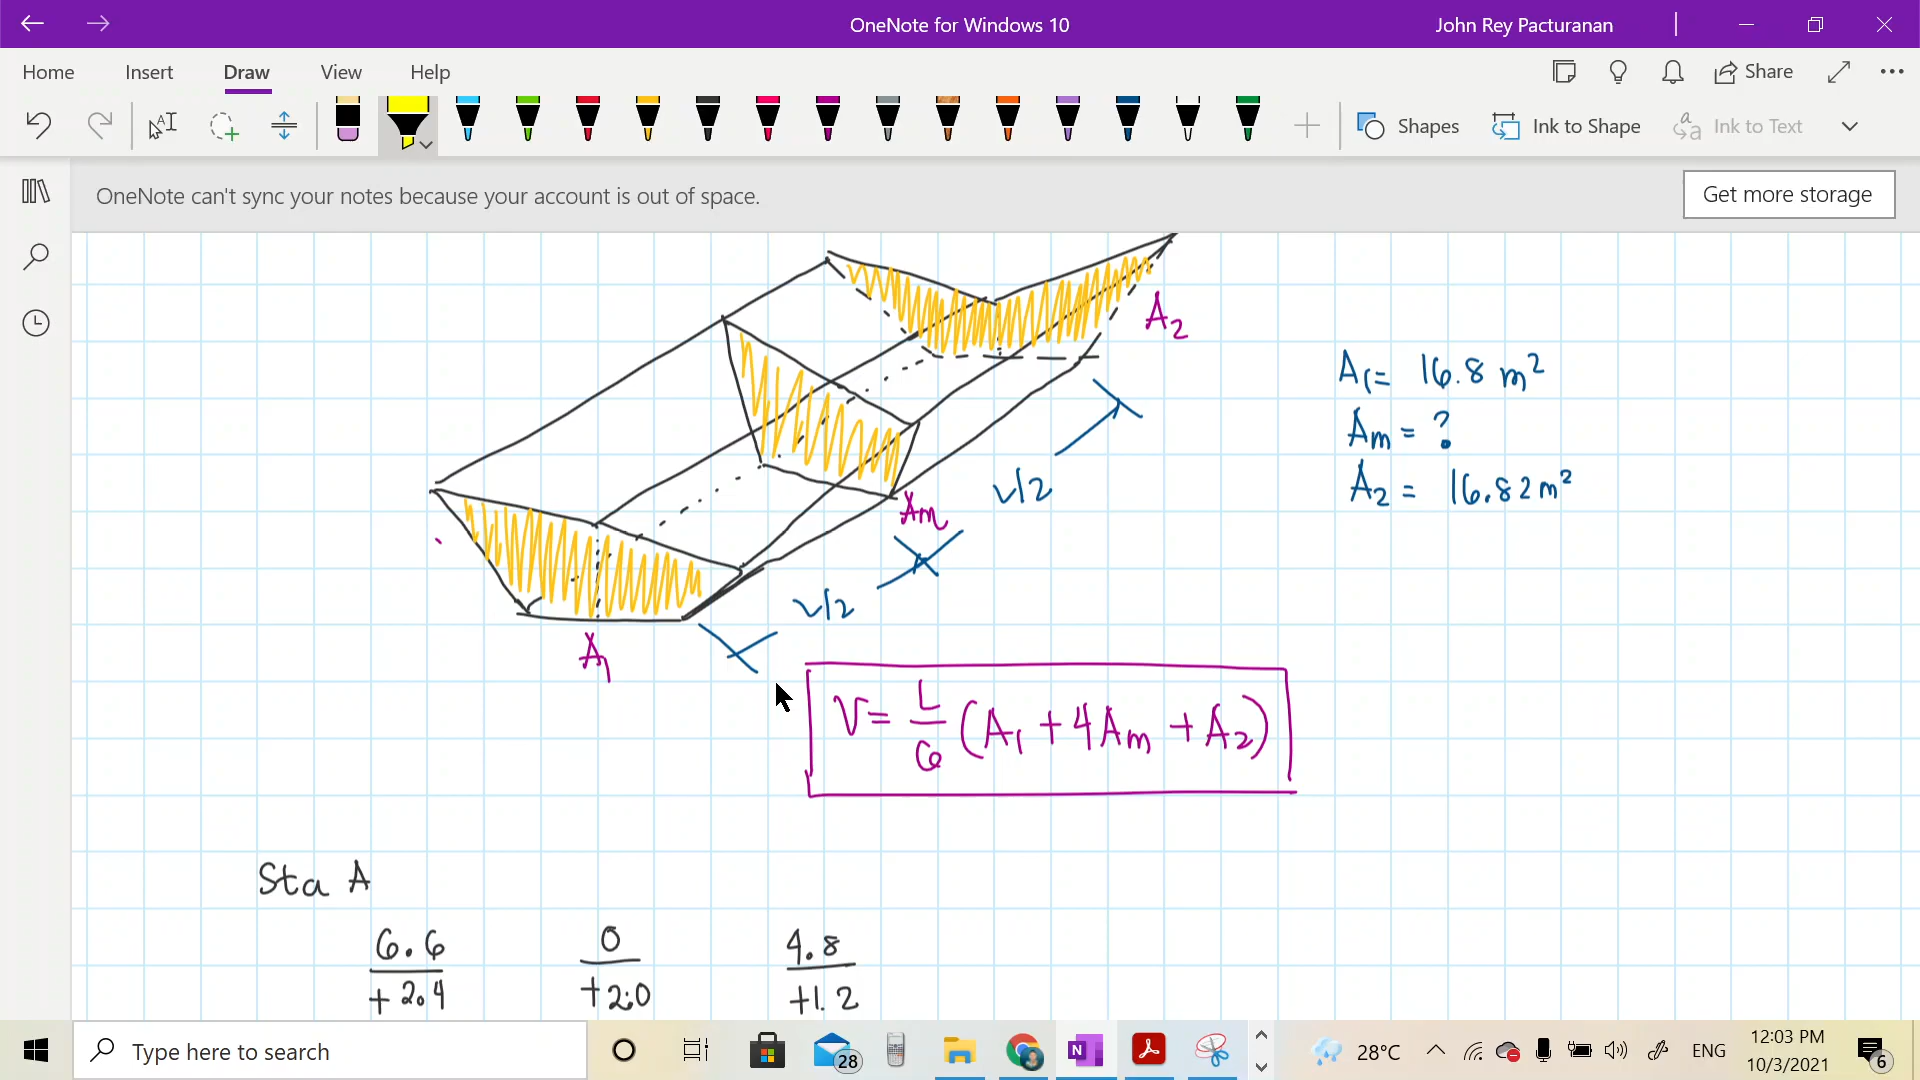 OneNote for Windows 10
John Rey Pacturanan
Home Insert Draw View Help
Share
Shapes Ink to Shape Ink to Text
OneNote can't sync your notes because your account is out of space.
Get more storage
A2
A1 = 16.8 m²
Am = ?
A2 = 16.82 m²
L/2
Am
L/2
A1
V = L/6 (A1 + 4Am + A2)
Sta A
6.6 0 4.8
+2.4 +2.0 +1.2
Type here to search
28
28°C
ENG
12:03 PM
10/3/2021
6